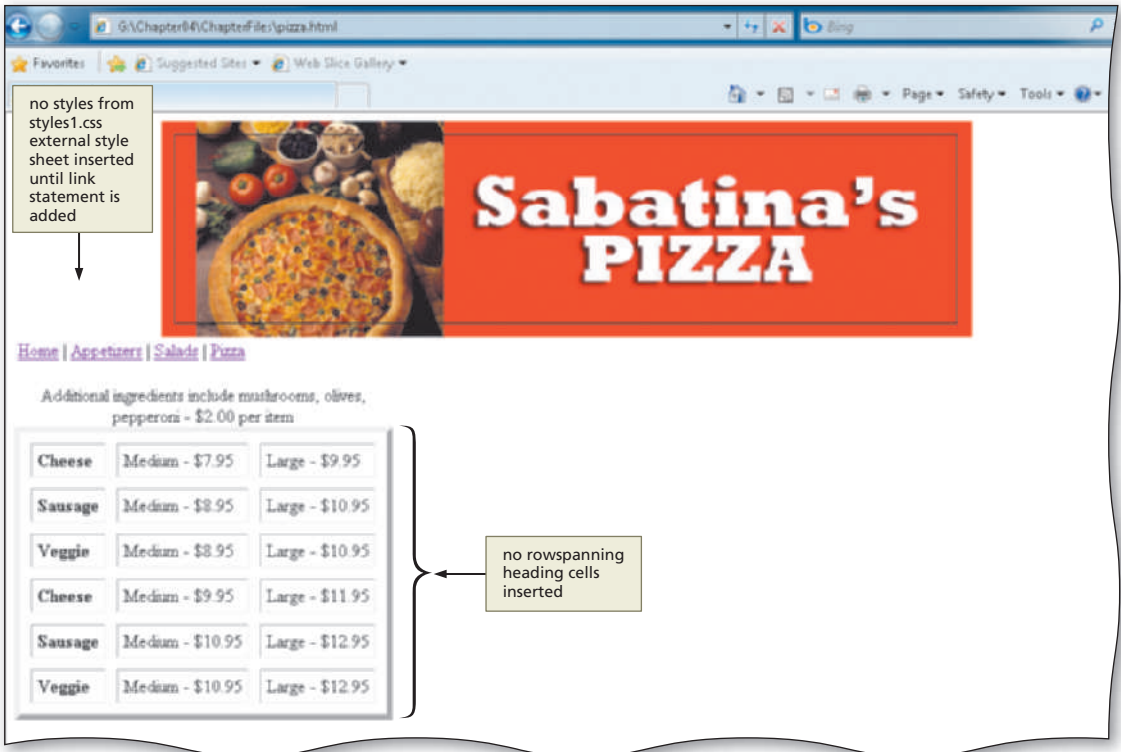 G:\Chapter04\ChapterFiles\pizza.html
Bing
Favorites
Suggested Sites
Web Slice Gallery
Page
Safety
Tools
no styles from
styles1.css
external style
sheet inserted
until link
statement is
added
Sabatina's
PIZZA
Home | Appetizers | Salads | Pizza
Additional ingredients include mushrooms, olives,
pepperoni - $2.00 per item
Cheese Medium - $7.95 Large - $9.95
Sausage Medium - $8.95 Large - $10.95
Veggie Medium - $8.95 Large - $10.95
Cheese Medium - $9.95 Large - $11.95
Sausage Medium - $10.95 Large - $12.95
Veggie Medium - $10.95 Large - $12.95
no rowspanning
heading cells
inserted